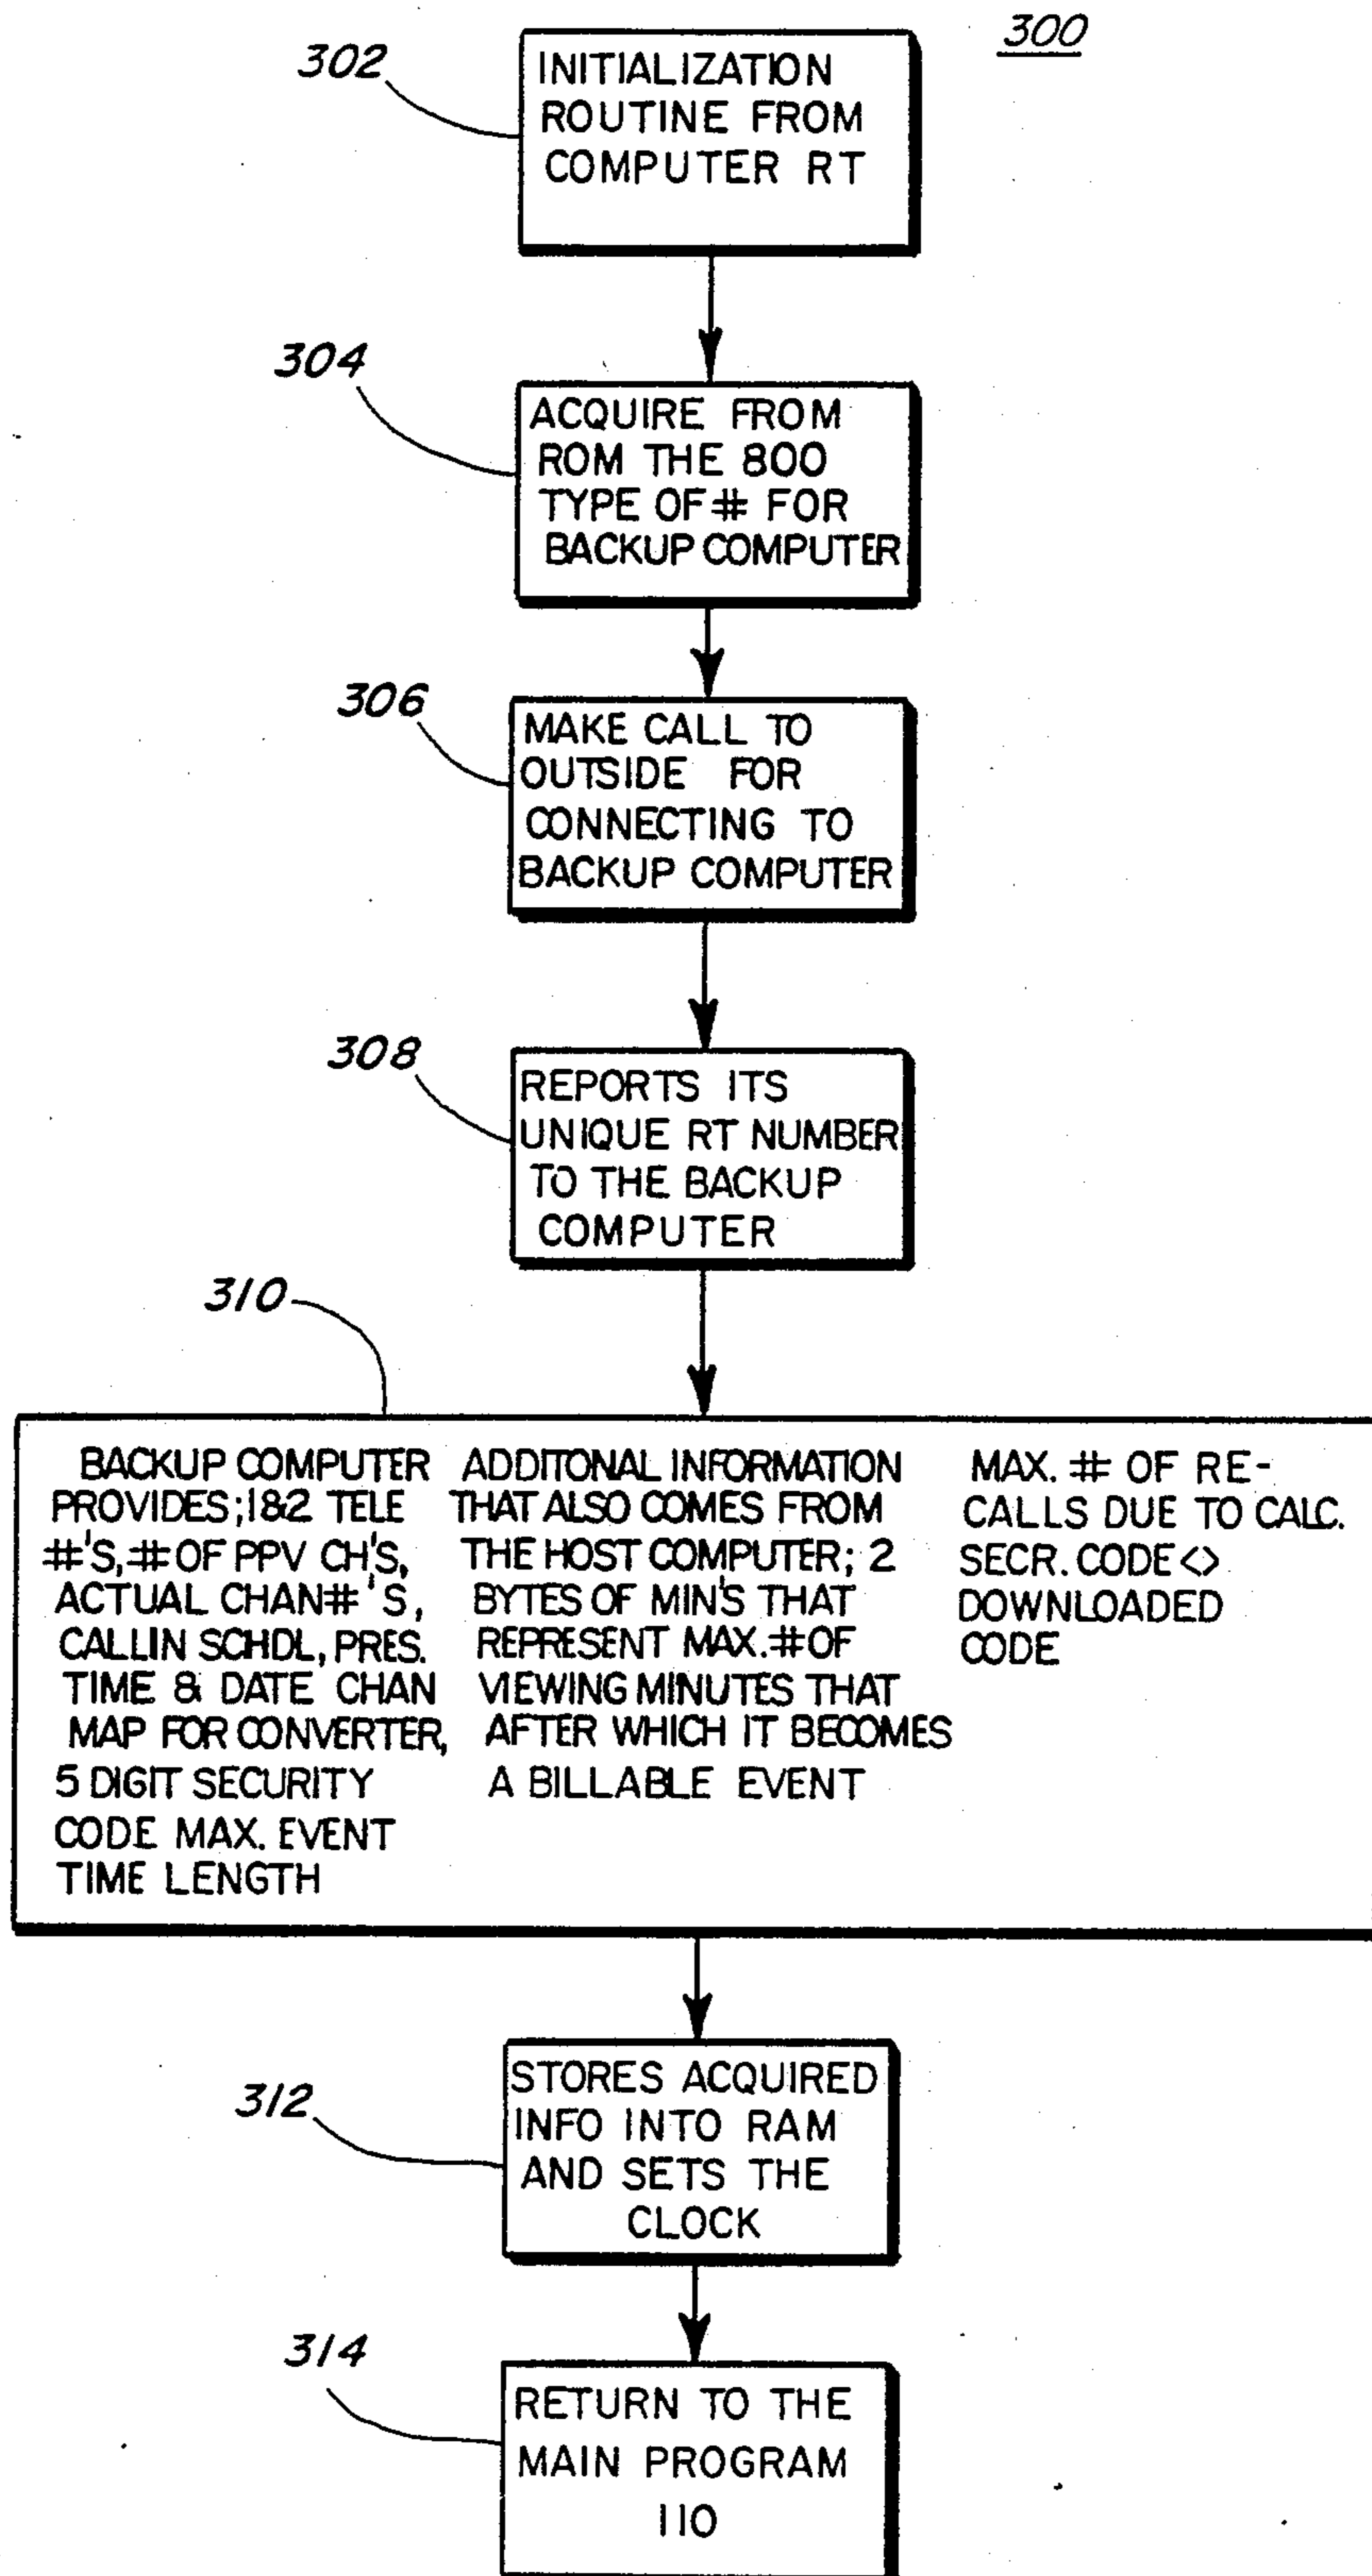 300
302
INITIALIZATION
ROUTINE FROM
COMPUTER RT
304
ACQUIRE FROM
ROM THE 800
TYPE OF # FOR
BACKUP COMPUTER
306
MAKE CALL TO
OUTSIDE FOR
CONNECTING TO
BACKUP COMPUTER
308
REPORTS ITS
UNIQUE RT NUMBER
TO THE BACKUP
COMPUTER
310
BACKUP COMPUTER
PROVIDES;1&2 TELE
#'S,# OF PPV CH'S,
ACTUAL CHAN#'S,
CALLIN SCHDL, PRES.
TIME & DATE CHAN
MAP FOR CONVERTER,
5 DIGIT SECURITY
CODE MAX. EVENT
TIME LENGTH
ADDITONAL INFORMATION
THAT ALSO COMES FROM
THE HOST COMPUTER; 2
BYTES OF MIN'S THAT
REPRESENT MAX.# OF
VIEWING MINUTES THAT
AFTER WHICH IT BECOMES
A BILLABLE EVENT
MAX. # OF RE-
CALLS DUE TO CALC.
SECR. CODE<>
DOWNLOADED
CODE
312
STORES ACQUIRED
INFO INTO RAM
AND SETS THE
CLOCK
314
RETURN TO THE
MAIN PROGRAM
110